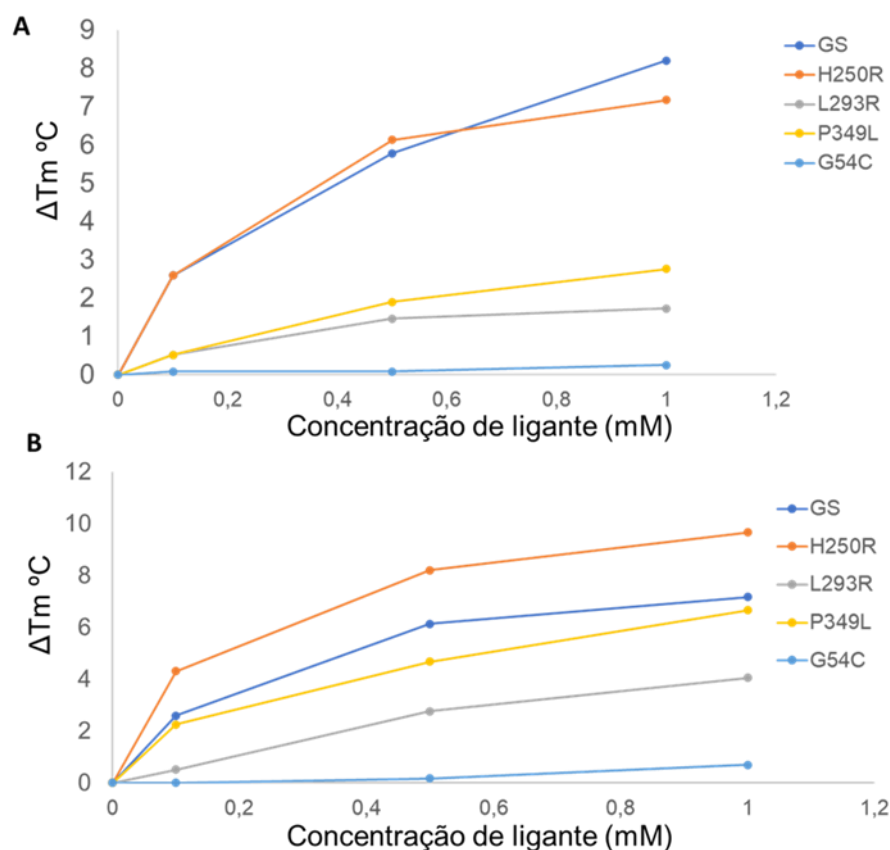 A
9
8
7
6
5
4
3
2
1
0
ΔTm ºC
0 0,2 0,4 0,6 0,8 1 1,2
Concentração de ligante (mM)
GS
H250R
L293R
P349L
G54C
B
12
10
8
6
4
2
0
ΔTm ºC
0 0,2 0,4 0,6 0,8 1 1,2
Concentração de ligante (mM)
GS
H250R
L293R
P349L
G54C